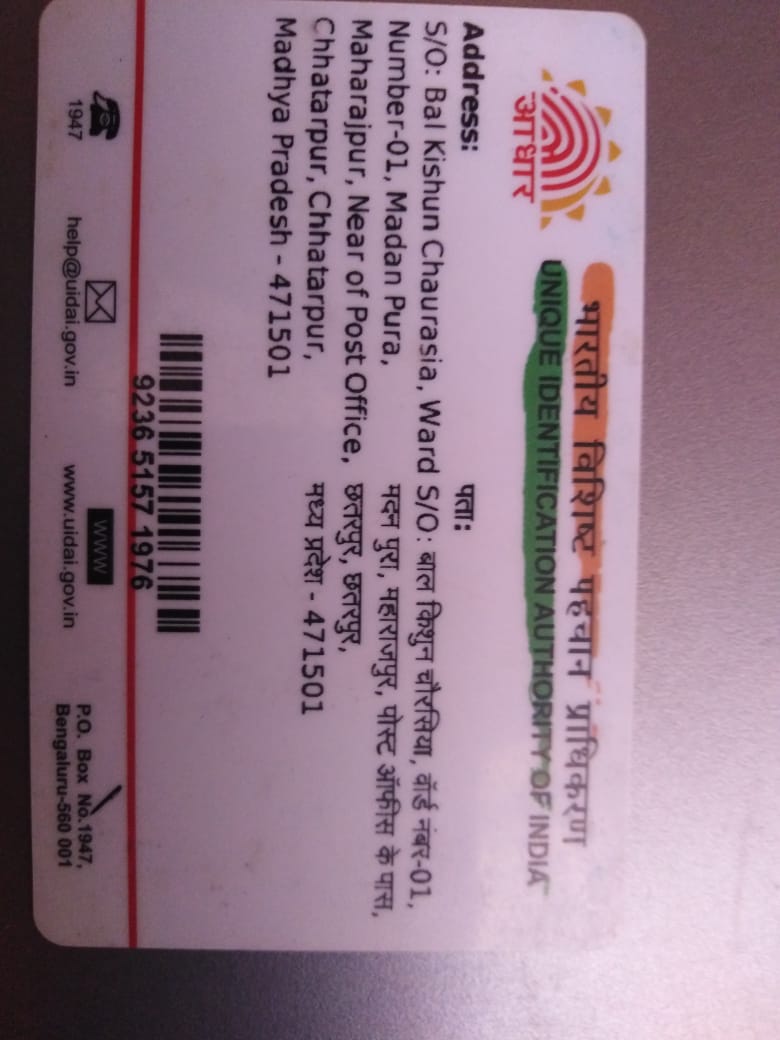 भारतीय विशिष्ट पहचान प्राधिकरण
UNIQUE IDENTIFICATION AUTHORITY OF INDIA
आधार
Address:
S/O: Bal Kishun Chaurasia, Ward
Number-01, Madan Pura,
Maharajpur, Near of Post Office,
Chhatarpur, Chhatarpur,
Madhya Pradesh - 471501
पता:
S/O: बाल किशुन चौरसिया, वॉर्ड नंबर-01,
मदन पुरा, महाराजपुर, पोस्ट ऑफीस के पास,
छतरपुर, छतरपुर,
मध्य प्रदेश - 471501
9236 5157 1976
1947
help@uidai.gov.in
WWW
www.uidai.gov.in
P.O. Box No.1947,
Bengaluru-560 001